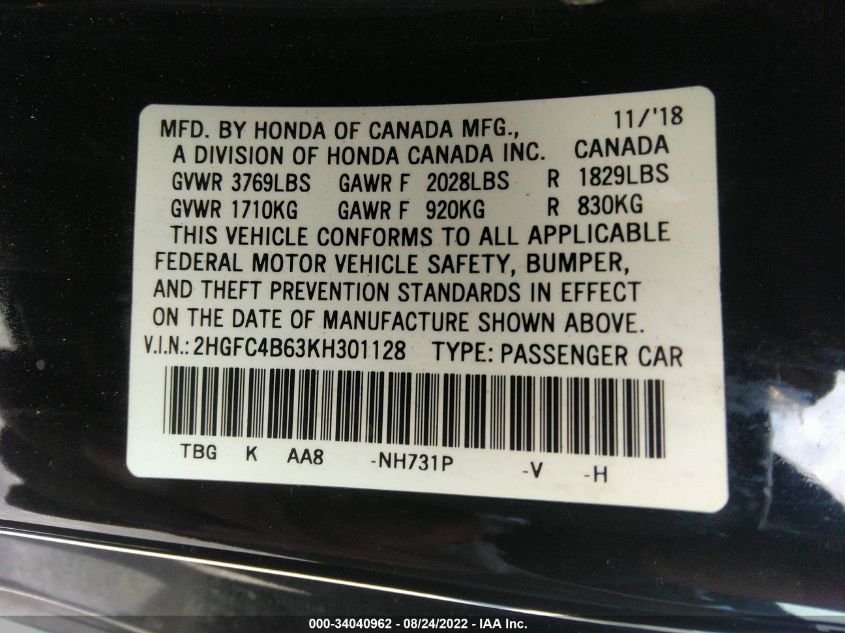 MFD. BY HONDA OF CANADA MFG., 11/'18
A DIVISION OF HONDA CANADA INC. CANADA
GVWR 3769LBS GAWR F 2028LBS R 1829LBS
GVWR 1710KG GAWR F 920KG R 830KG
THIS VEHICLE CONFORMS TO ALL APPLICABLE
FEDERAL MOTOR VEHICLE SAFETY, BUMPER,
AND THEFT PREVENTION STANDARDS IN EFFECT
ON THE DATE OF MANUFACTURE SHOWN ABOVE.
V.I.N.: 2HGFC4B63KH301128 TYPE: PASSENGER CAR
TBG K AA8 -NH731P -V -H
000-34040962 - 08/24/2022 - IAA Inc.